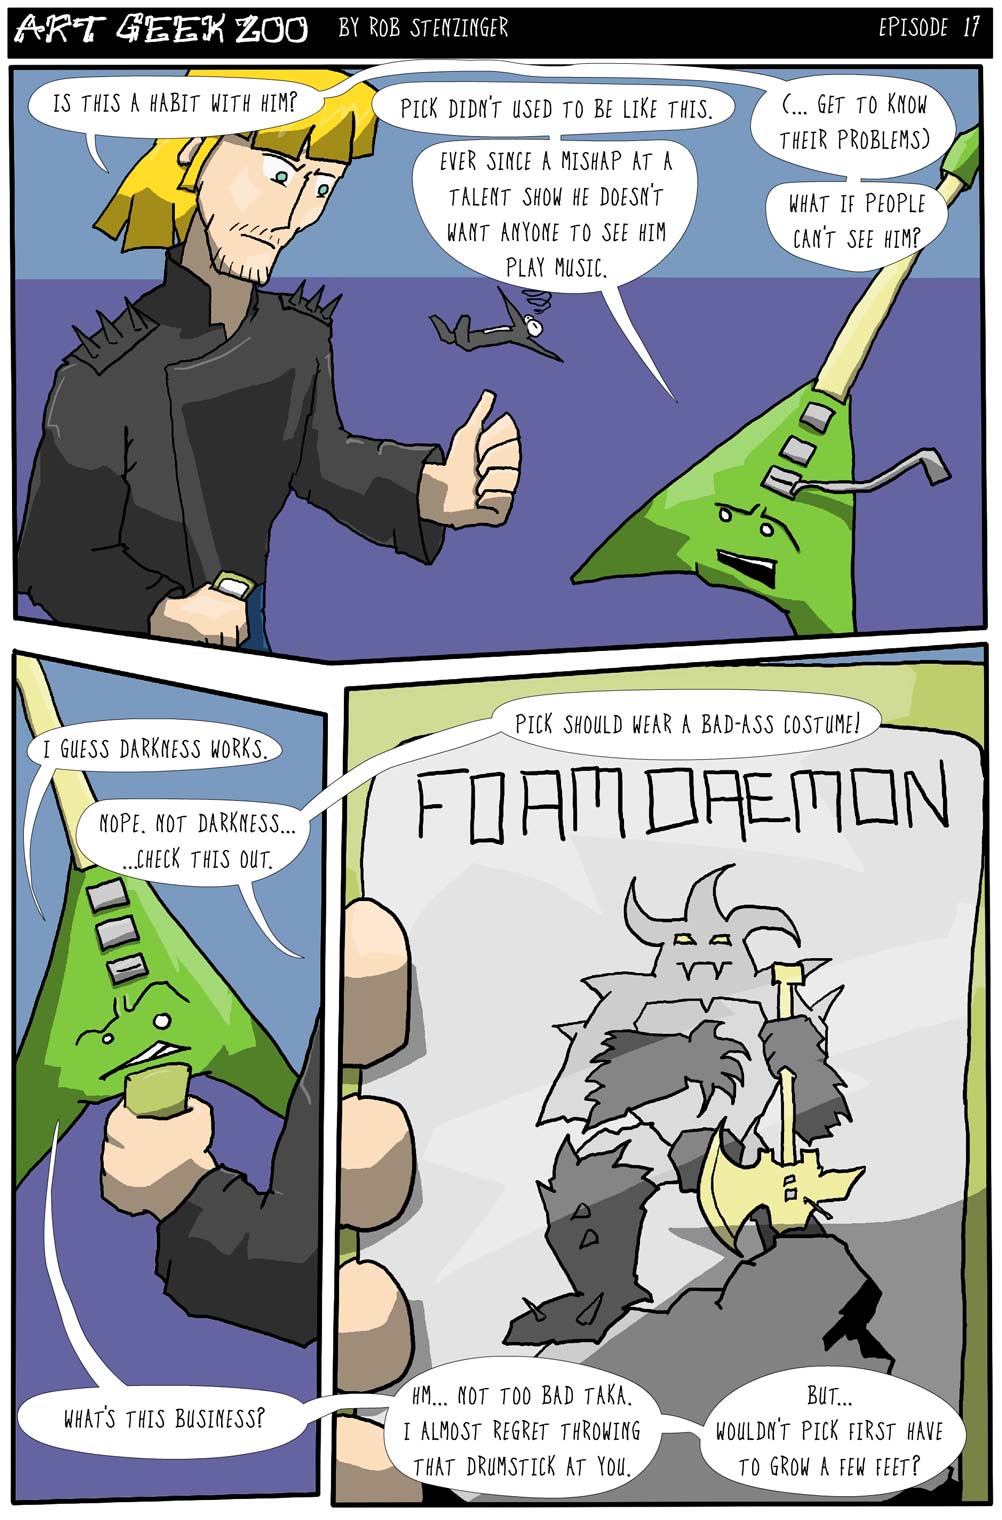 ART GEEK ZOO BY ROB STENZINGER EPISODE 17
IS THIS A HABIT WITH HIM?
PICK DIDN'T USED TO BE LIKE THIS.
EVER SINCE A MISHAP AT A
TALENT SHOW HE DOESN'T
WANT ANYONE TO SEE HIM
PLAY MUSIC.
(... GET TO KNOW
THEIR PROBLEMS)
WHAT IF PEOPLE
CAN'T SEE HIM?
I GUESS DARKNESS WORKS.
NOPE. NOT DARKNESS...
...CHECK THIS OUT.
PICK SHOULD WEAR A BAD-ASS COSTUME!
FOAMDAEMON
WHAT'S THIS BUSINESS?
HM... NOT TOO BAD TAKA.
I ALMOST REGRET THROWING
THAT DRUMSTICK AT YOU.
BUT...
WOULDN'T PICK FIRST HAVE
TO GROW A FEW FEET?